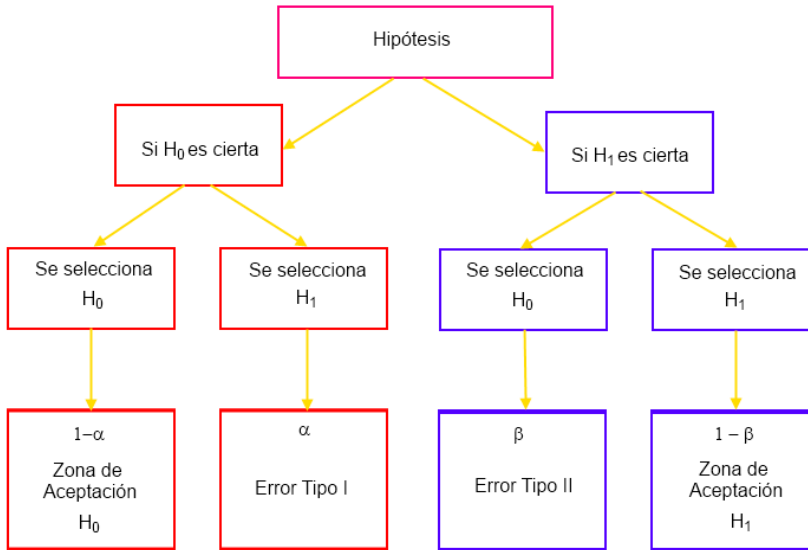 Hipótesis
Si H₀ es cierta
Si H₁ es cierta
Se selecciona
H₀
Se selecciona
H₁
Se selecciona
H₀
Se selecciona
H₁
1−α
Zona de
Aceptación
H₀
α
Error Tipo I
β
Error Tipo II
1 − β
Zona de
Aceptación
H₁